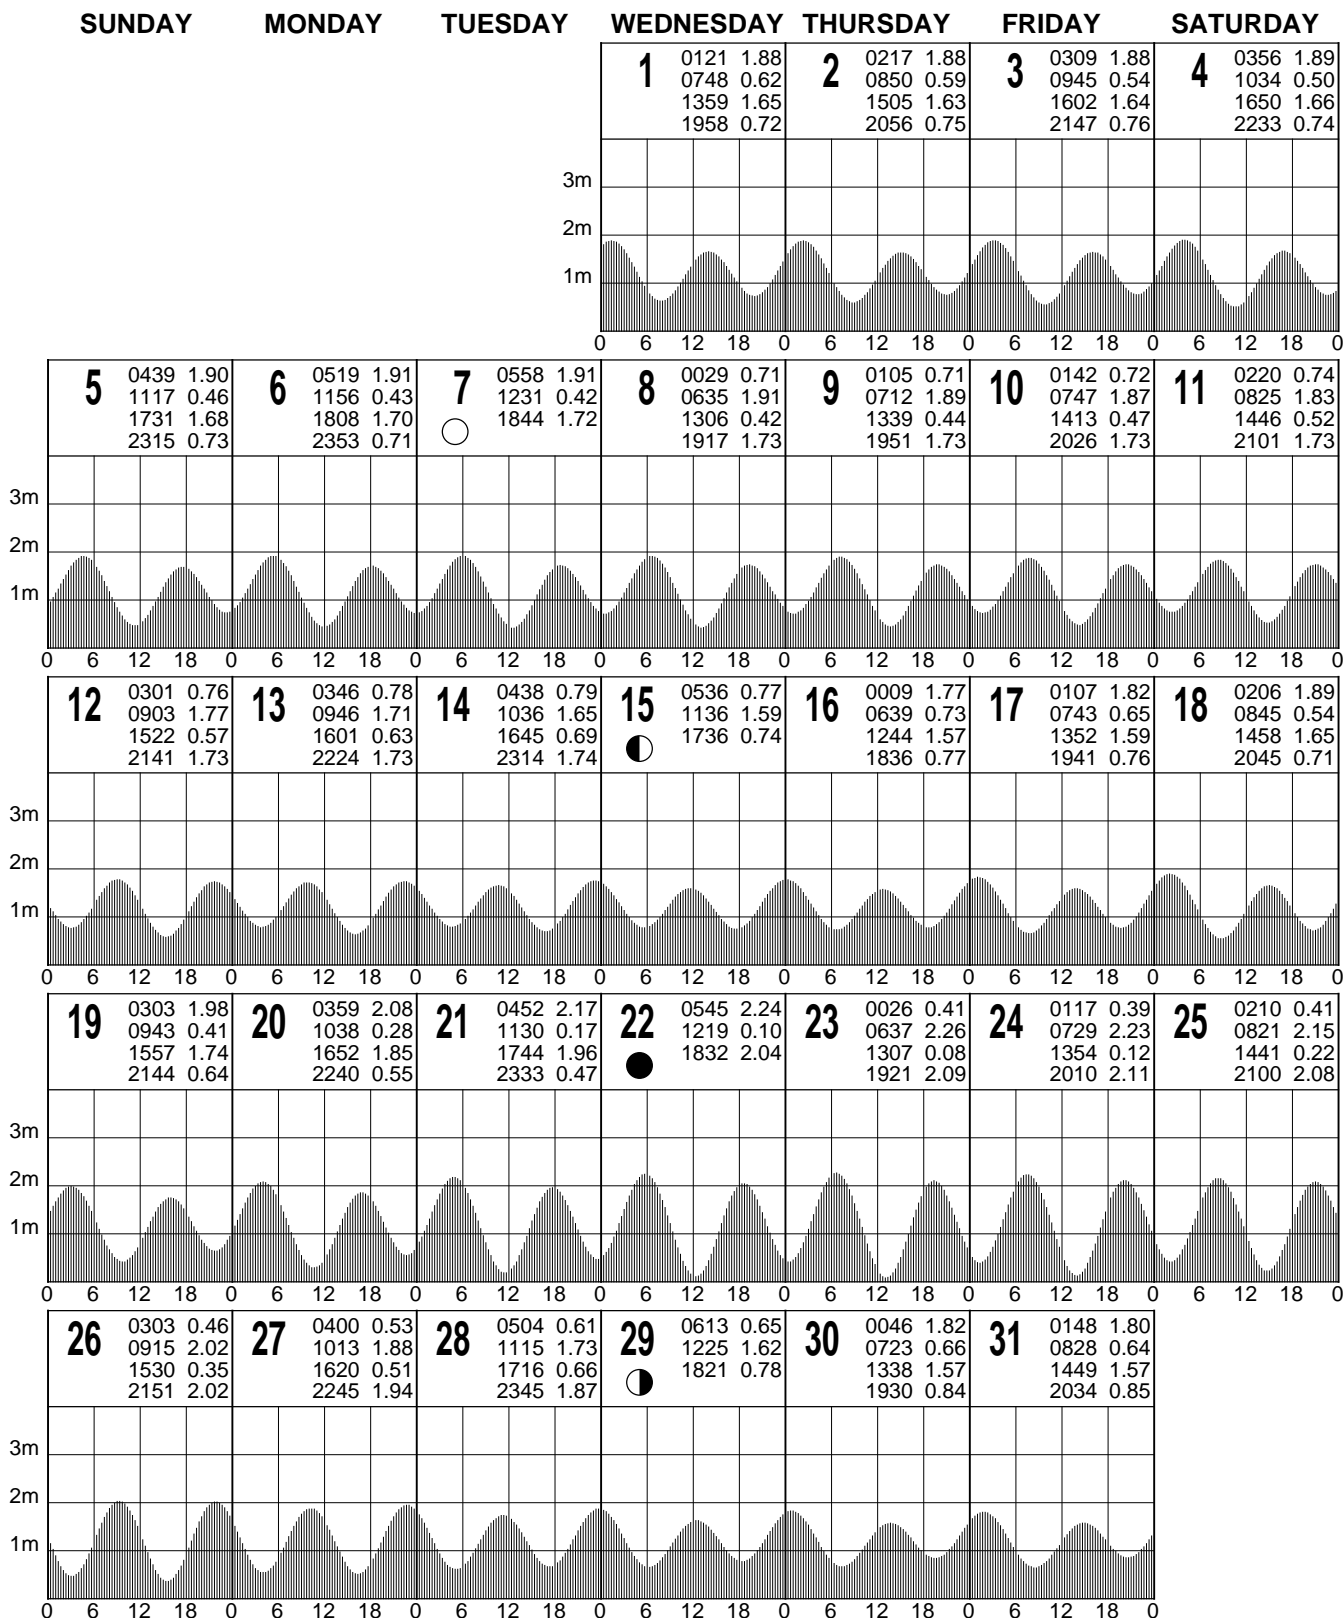 SUNDAY MONDAY TUESDAY WEDNESDAY THURSDAY FRIDAY SATURDAY
1 0121 1.88
0748 0.62
1359 1.65
1958 0.72
2 0217 1.88
0850 0.59
1505 1.63
2056 0.75
3 0309 1.88
0945 0.54
1602 1.64
2147 0.76
4 0356 1.89
1034 0.50
1650 1.66
2233 0.74
3m
2m
1m
0 6 12 18 0 6 12 18 0 6 12 18 0 6 12 18 0
5 0439 1.90
1117 0.46
1731 1.68
2315 0.73
6 0519 1.91
1156 0.43
1808 1.70
2353 0.71
7 0558 1.91
1231 0.42
1844 1.72
8 0029 0.71
0635 1.91
1306 0.42
1917 1.73
9 0105 0.71
0712 1.89
1339 0.44
1951 1.73
10 0142 0.72
0747 1.87
1413 0.47
2026 1.73
11 0220 0.74
0825 1.83
1446 0.52
2101 1.73
3m
2m
1m
0 6 12 18 0 6 12 18 0 6 12 18 0 6 12 18 0 6 12 18 0 6 12 18 0 6 12 18 0
12 0301 0.76
0903 1.77
1522 0.57
2141 1.73
13 0346 0.78
0946 1.71
1601 0.63
2224 1.73
14 0438 0.79
1036 1.65
1645 0.69
2314 1.74
15 0536 0.77
1136 1.59
1736 0.74
16 0009 1.77
0639 0.73
1244 1.57
1836 0.77
17 0107 1.82
0743 0.65
1352 1.59
1941 0.76
18 0206 1.89
0845 0.54
1458 1.65
2045 0.71
3m
2m
1m
0 6 12 18 0 6 12 18 0 6 12 18 0 6 12 18 0 6 12 18 0 6 12 18 0 6 12 18 0
19 0303 1.98
0943 0.41
1557 1.74
2144 0.64
20 0359 2.08
1038 0.28
1652 1.85
2240 0.55
21 0452 2.17
1130 0.17
1744 1.96
2333 0.47
22 0545 2.24
1219 0.10
1832 2.04
23 0026 0.41
0637 2.26
1307 0.08
1921 2.09
24 0117 0.39
0729 2.23
1354 0.12
2010 2.11
25 0210 0.41
0821 2.15
1441 0.22
2100 2.08
3m
2m
1m
0 6 12 18 0 6 12 18 0 6 12 18 0 6 12 18 0 6 12 18 0 6 12 18 0 6 12 18 0
26 0303 0.46
0915 2.02
1530 0.35
2151 2.02
27 0400 0.53
1013 1.88
1620 0.51
2245 1.94
28 0504 0.61
1115 1.73
1716 0.66
2345 1.87
29 0613 0.65
1225 1.62
1821 0.78
30 0046 1.82
0723 0.66
1338 1.57
1930 0.84
31 0148 1.80
0828 0.64
1449 1.57
2034 0.85
3m
2m
1m
0 6 12 18 0 6 12 18 0 6 12 18 0 6 12 18 0 6 12 18 0 6 12 18 0